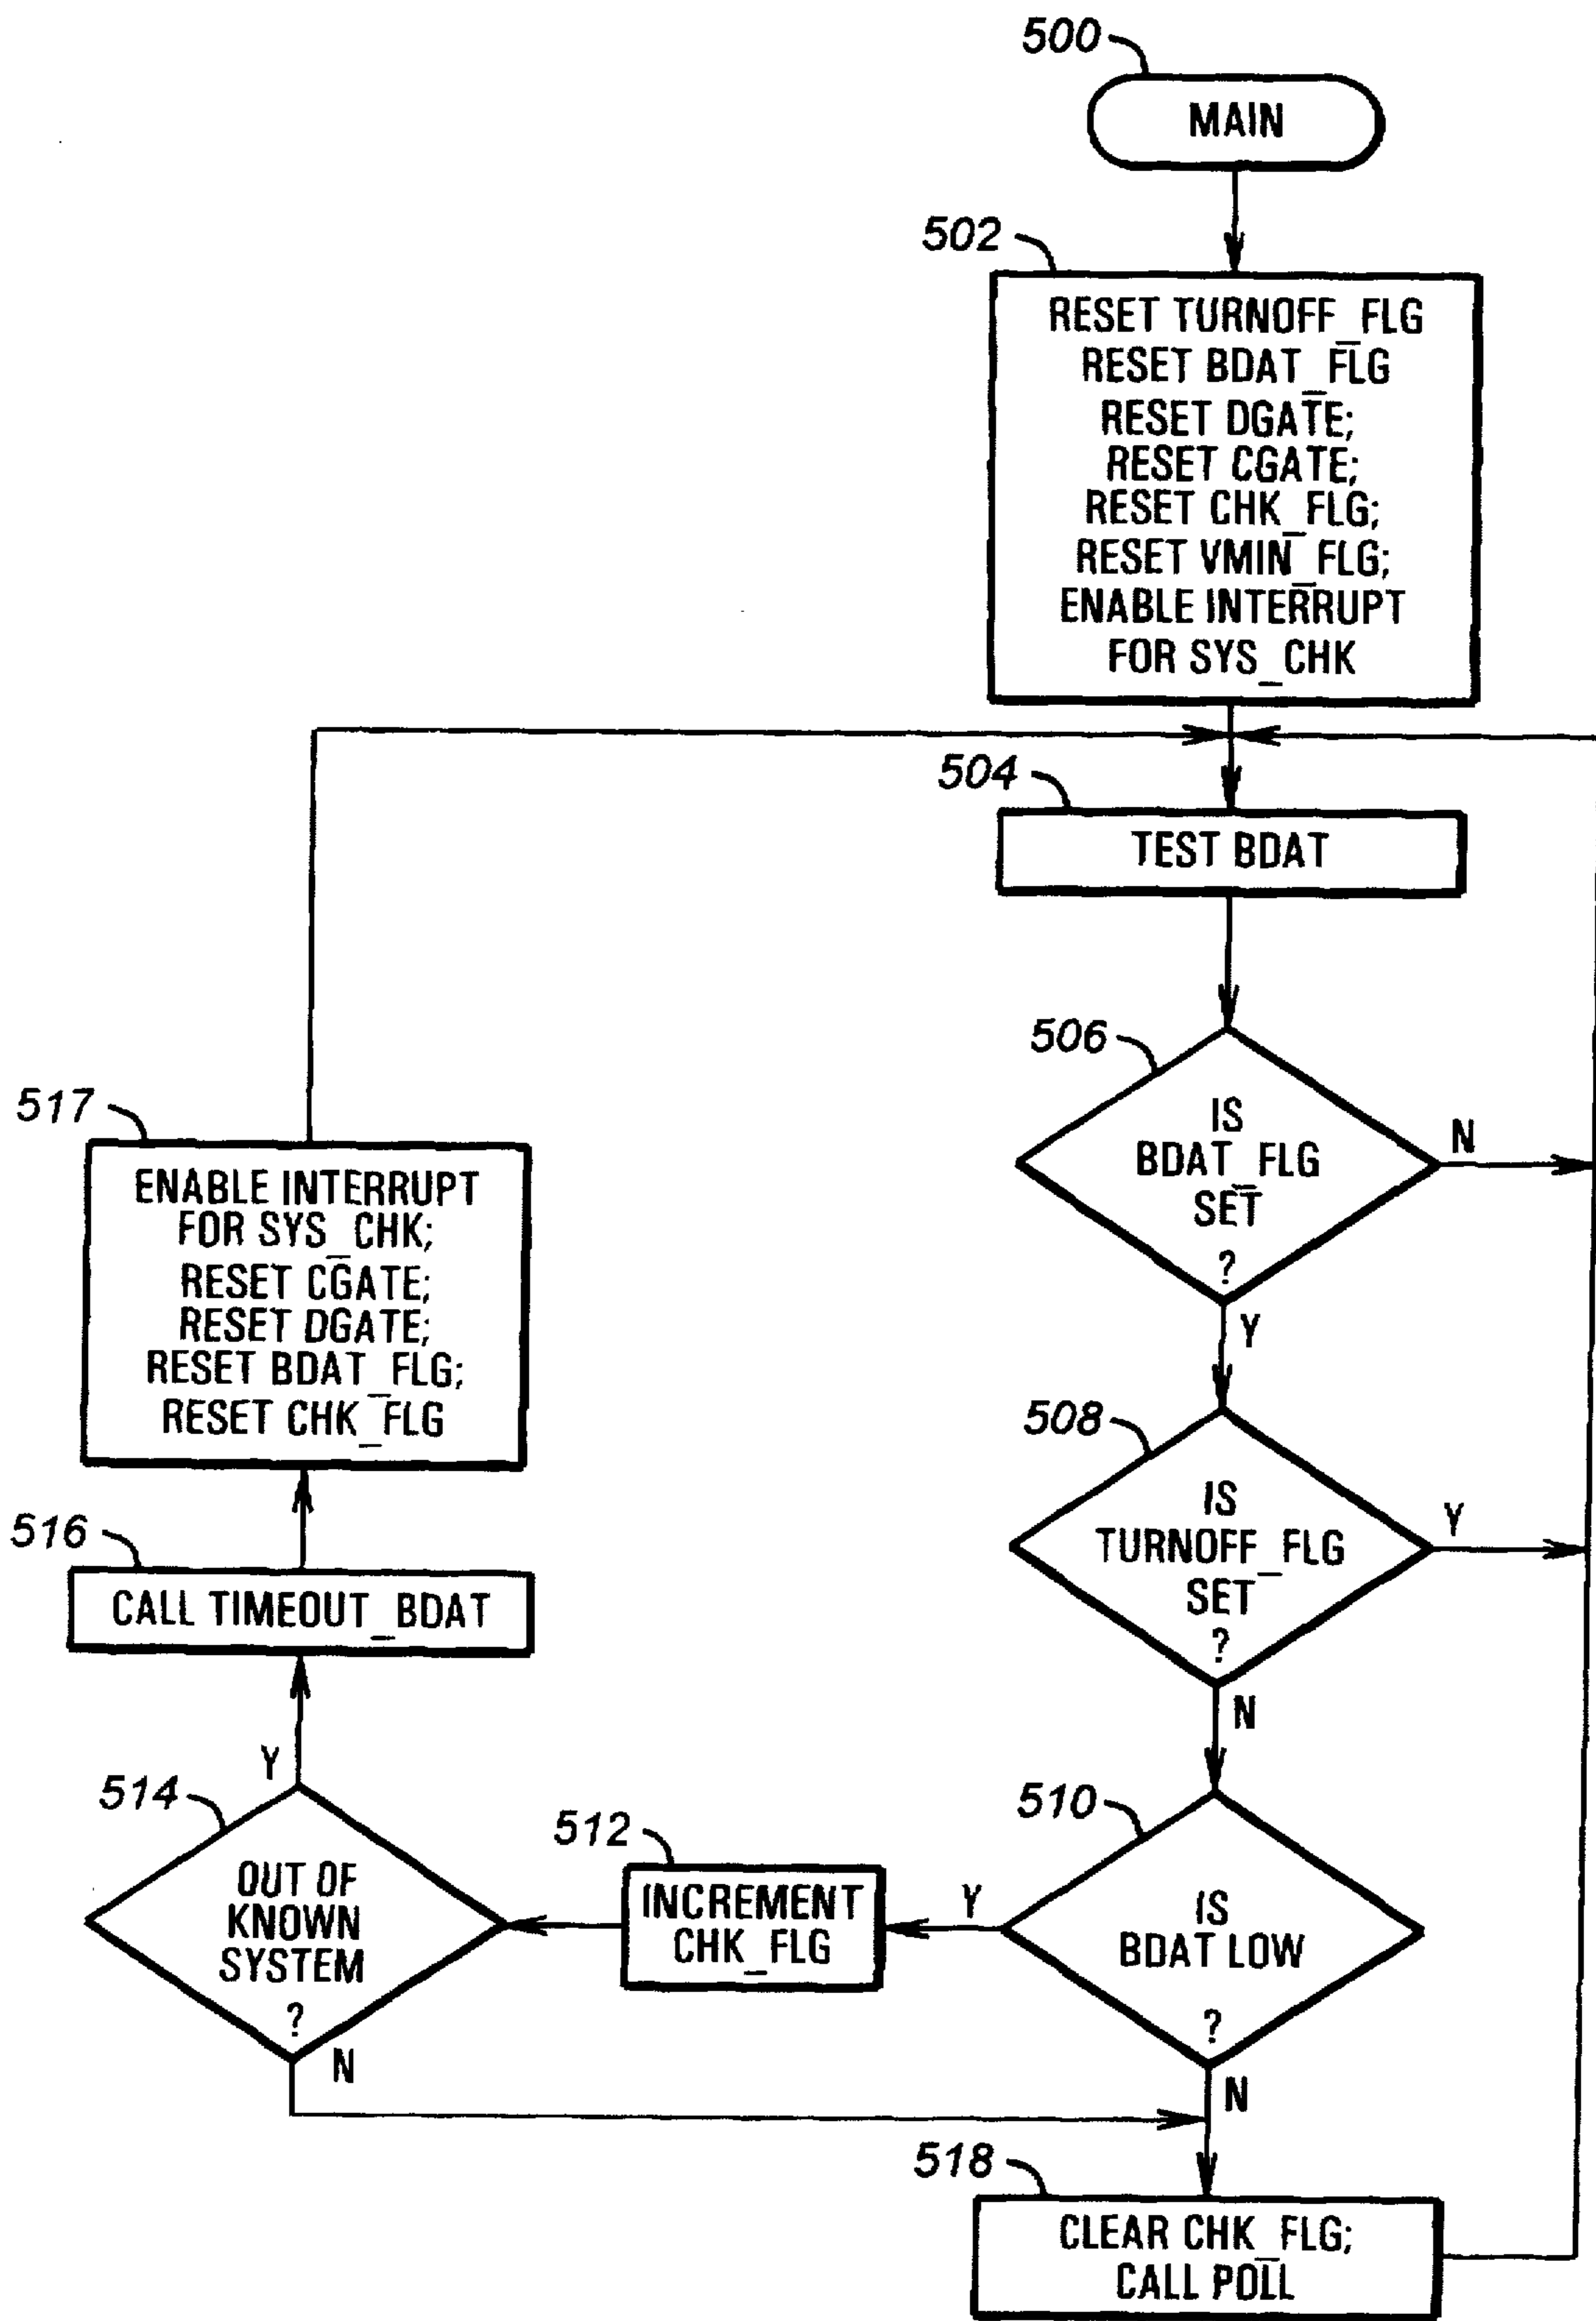 500
MAIN
502
RESET TURNOFF_FLG
RESET BDAT_FLG
RESET DGATE;
RESET CGATE;
RESET CHK_FLG;
RESET VMIN_FLG;
ENABLE INTERRUPT
FOR SYS_CHK
504
TEST BDAT
506
IS
BDAT_FLG
SET
?
N
Y
508
IS
TURNOFF_FLG
SET
?
Y
N
510
IS
BDAT LOW
?
Y
N
512
INCREMENT
CHK_FLG
514
OUT OF
KNOWN
SYSTEM
?
Y
N
516
CALL TIMEOUT_BDAT
517
ENABLE INTERRUPT
FOR SYS_CHK;
RESET CGATE;
RESET DGATE;
RESET BDAT_FLG;
RESET CHK_FLG
518
CLEAR CHK_FLG;
CALL POLL